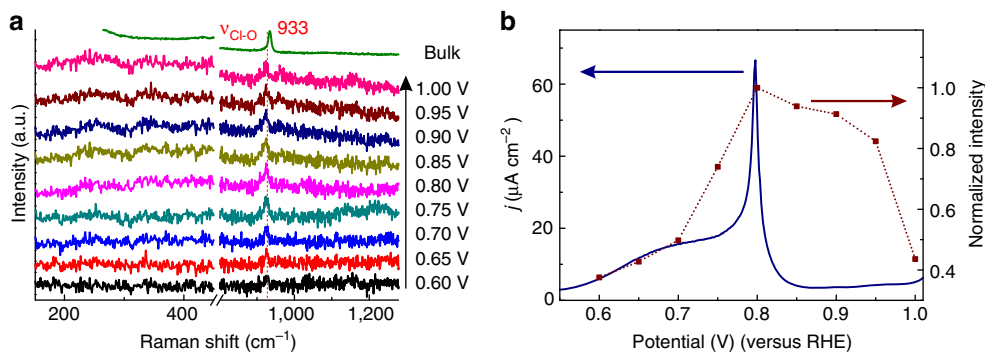 a
ν_Cl-O 933
Bulk
1.00 V
0.95 V
0.90 V
0.85 V
0.80 V
0.75 V
0.70 V
0.65 V
0.60 V
Intensity (a.u.)
200 400 1,000 1,200
Raman shift (cm⁻¹)
b
60
40
20
0
j (μA cm⁻²)
1.0
0.8
0.6
0.4
Normalized intensity
0.6 0.7 0.8 0.9 1.0
Potential (V) (versus RHE)